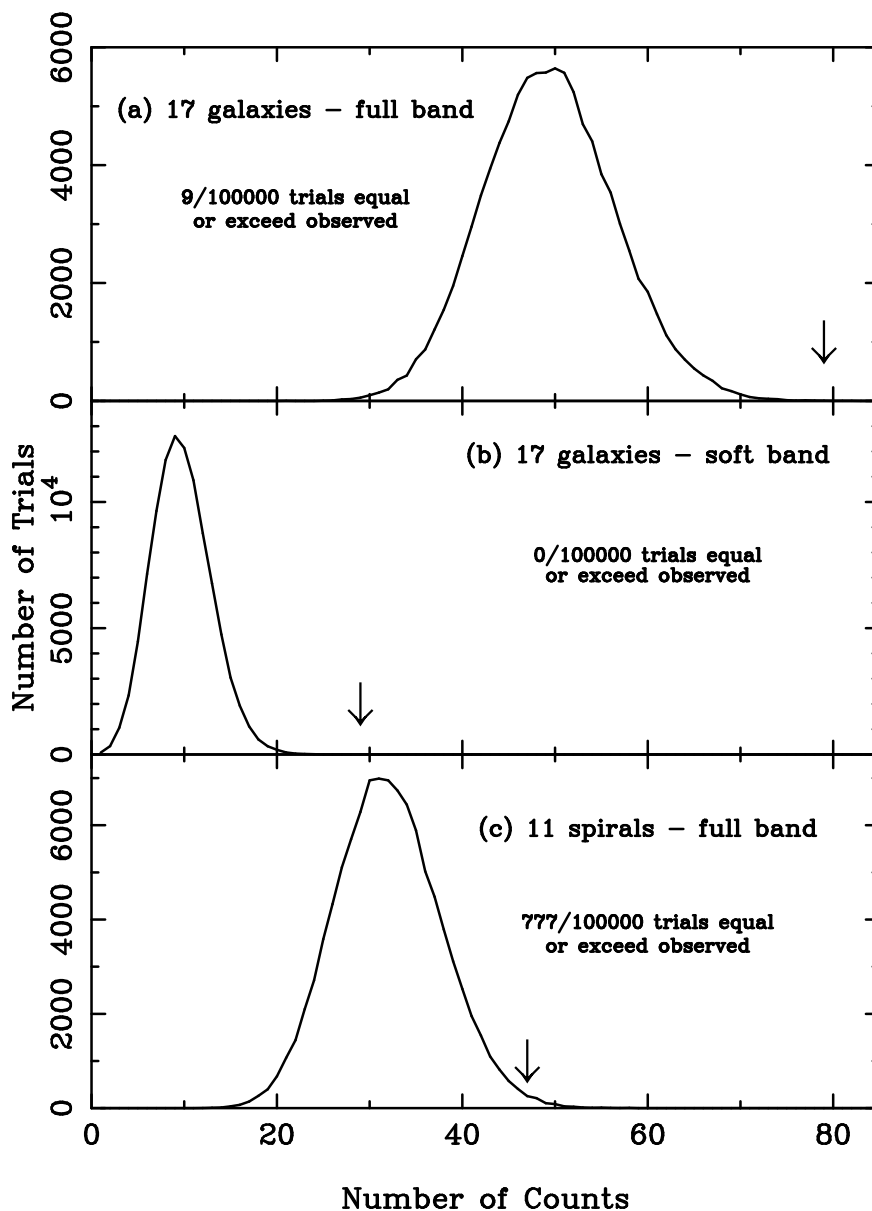 6000
(a) 17 galaxies – full band
4000
9/100000 trials equal
or exceed observed
2000
0
(b) 17 galaxies – soft band
10⁴
0/100000 trials equal
or exceed observed
5000
0
Number of Trials
(c) 11 spirals – full band
6000
777/100000 trials equal
or exceed observed
4000
2000
0
0 20 40 60 80
Number of Counts